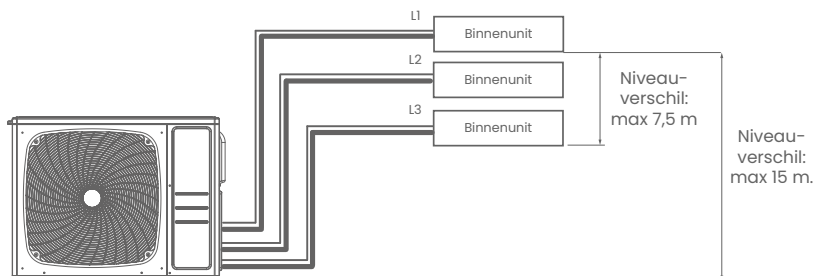 L1
Binnenunit
L2
Binnenunit
L3
Binnenunit
Niveau-
verschil:
max 7,5 m
Niveau-
verschil:
max 15 m.